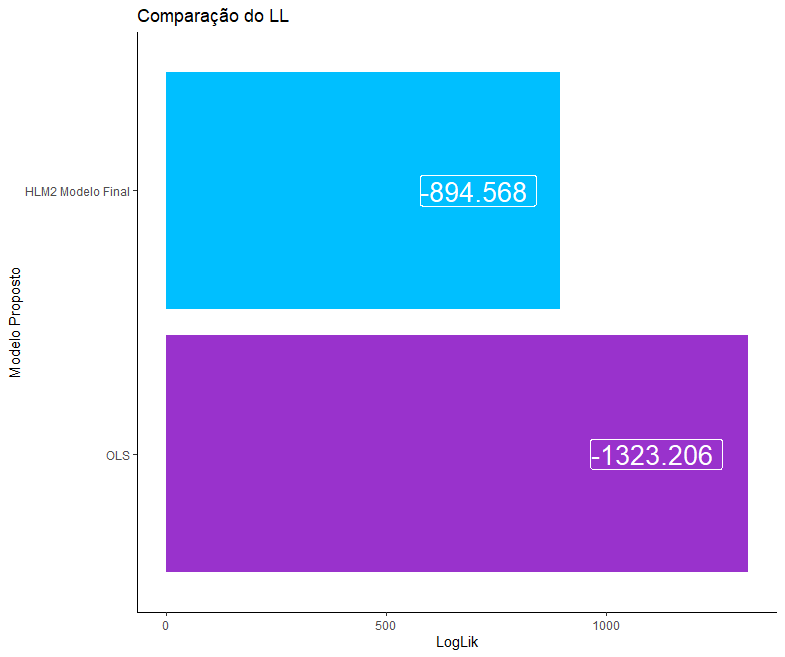 Comparação do LL
Modelo Proposto
HLM2 Modelo Final
-894.568
OLS
-1323.206
0 500 1000
LogLik